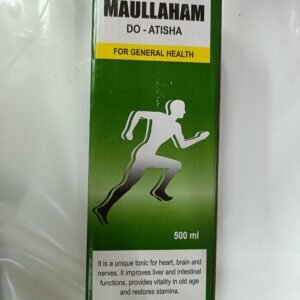 MAULLAHAM
DO - ATISHA
FOR GENERAL HEALTH
500 ml
It is a unique tonic for heart, brain and
nerves. It improves liver and intestinal
functions, provides vitality in old age
and restores stamina.